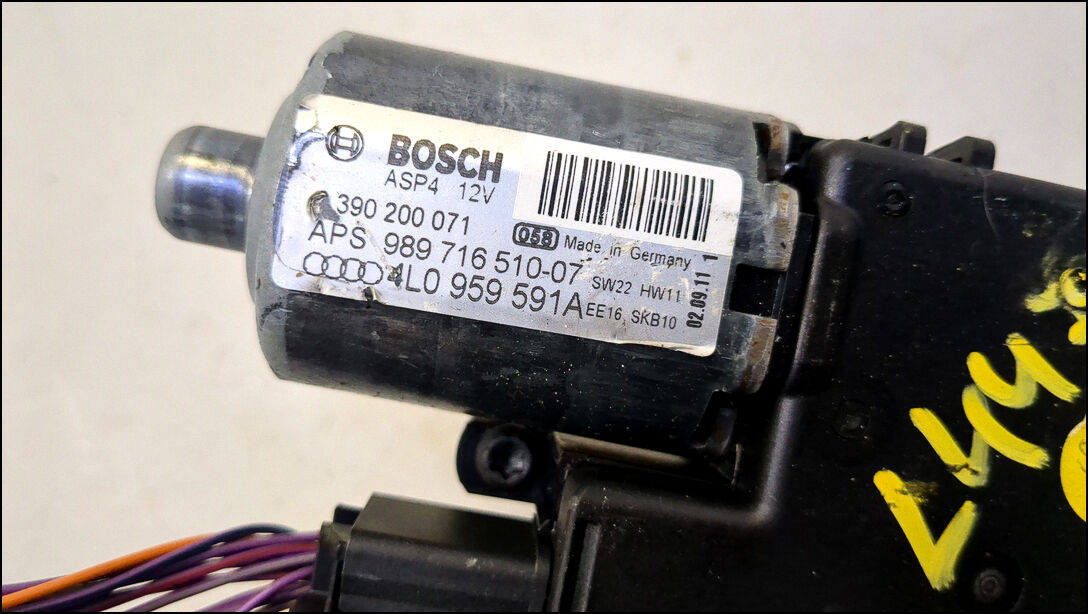 BOSCH
ASP4 12V
390 200 071
058 Made in Germany
APS 989 716 510-07
SW22 HW11
4L0 959 591A
EE16 SKB10
02.09.11 1